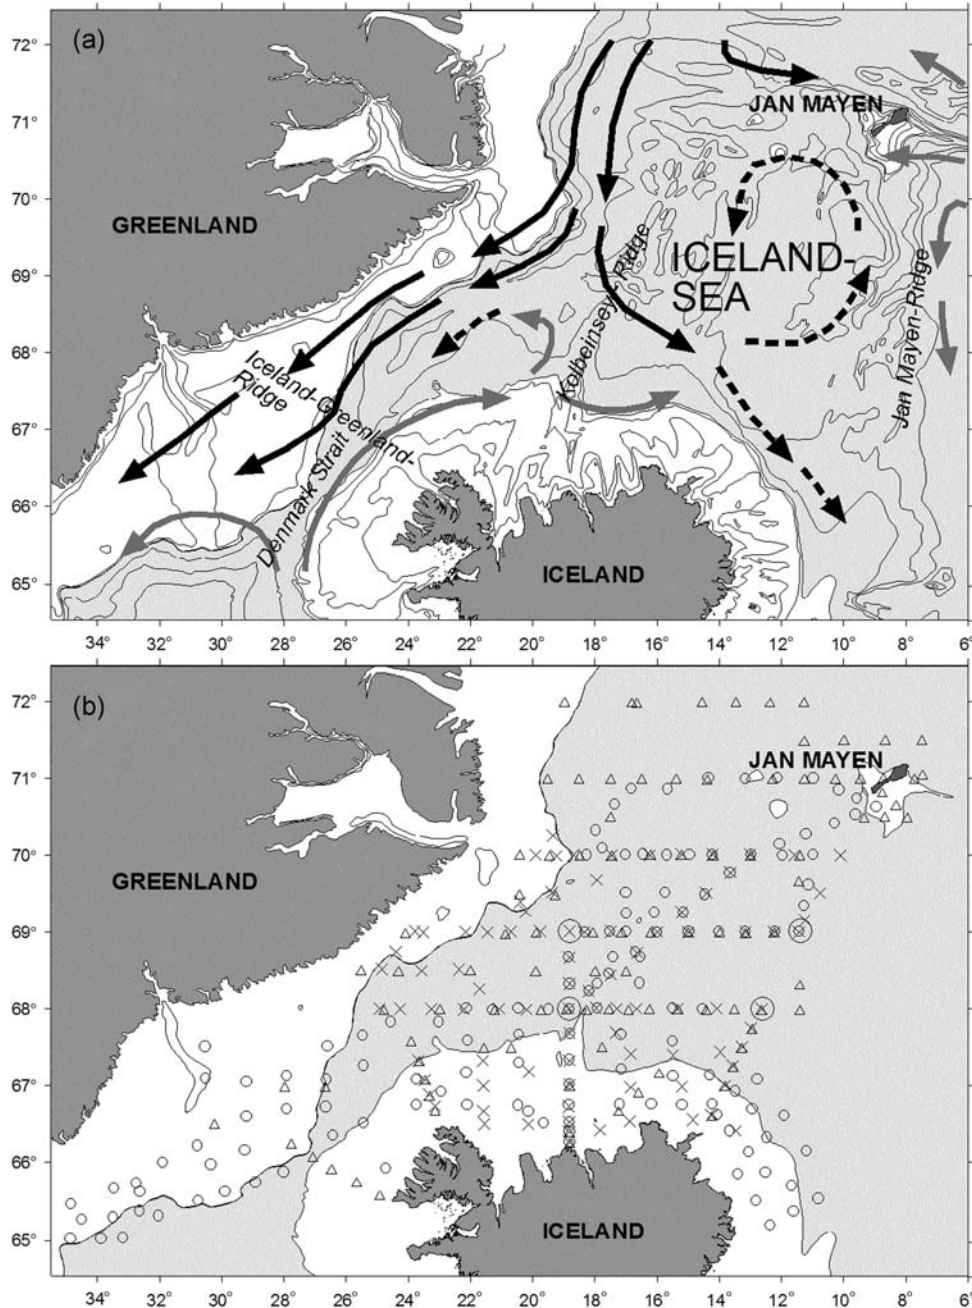 (a)
72°
71°
70°
69°
68°
67°
66°
65°
JAN MAYEN
GREENLAND
ICELAND-
SEA
Kolbeinseyr Ridge
Jan Mayen-Ridge
Iceland-Greenland-
Ridge
Denmark Strait
ICELAND
34° 32° 30° 28° 26° 24° 22° 20° 18° 16° 14° 12° 10° 8° 6°
(b)
72°
71°
70°
69°
68°
67°
66°
65°
JAN MAYEN
GREENLAND
ICELAND
34° 32° 30° 28° 26° 24° 22° 20° 18° 16° 14° 12° 10° 8° 6°